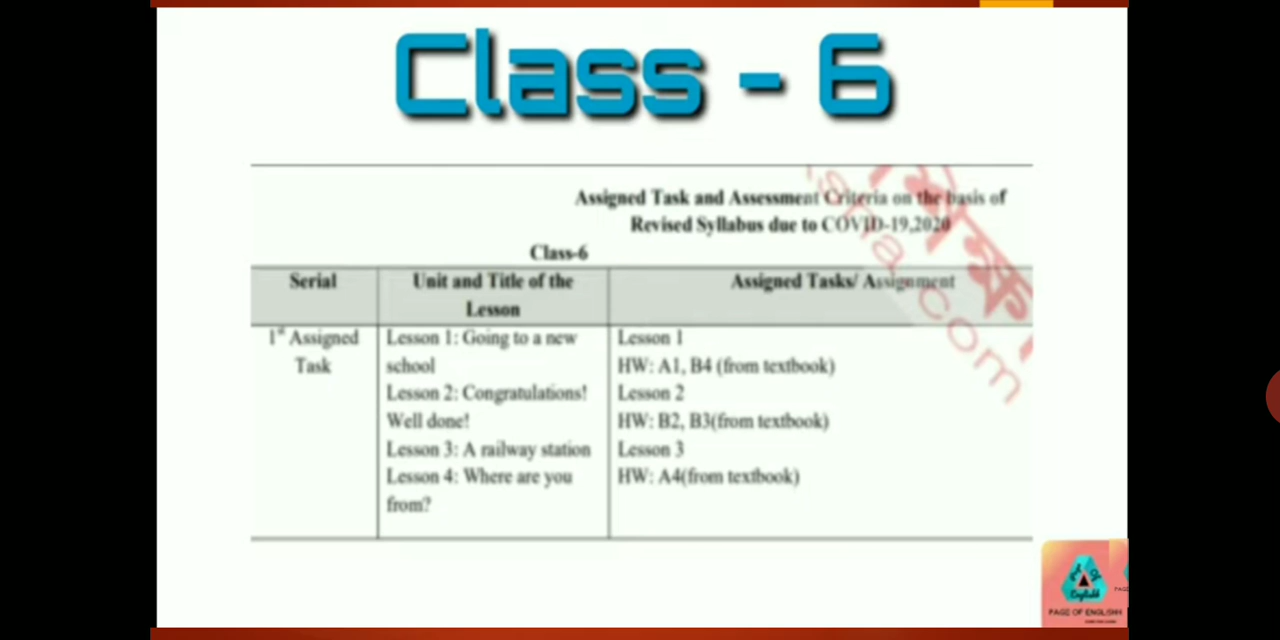 Class - 6
Assigned Task and Assessment Criteria on the basis of
Revised Syllabus due to COVID-19,2020
Class-6
Serial
Unit and Title of the
Lesson
Assigned Tasks/ Assignment
1st Assigned
Task
Lesson 1: Going to a new
school
Lesson 2: Congratulations!
Well done!
Lesson 3: A railway station
Lesson 4: Where are you
from?
Lesson 1
HW: A1, B4 (from textbook)
Lesson 2
HW: B2, B3(from textbook)
Lesson 3
HW: A4(from textbook)
sha.com
PAGE OF ENGLISH